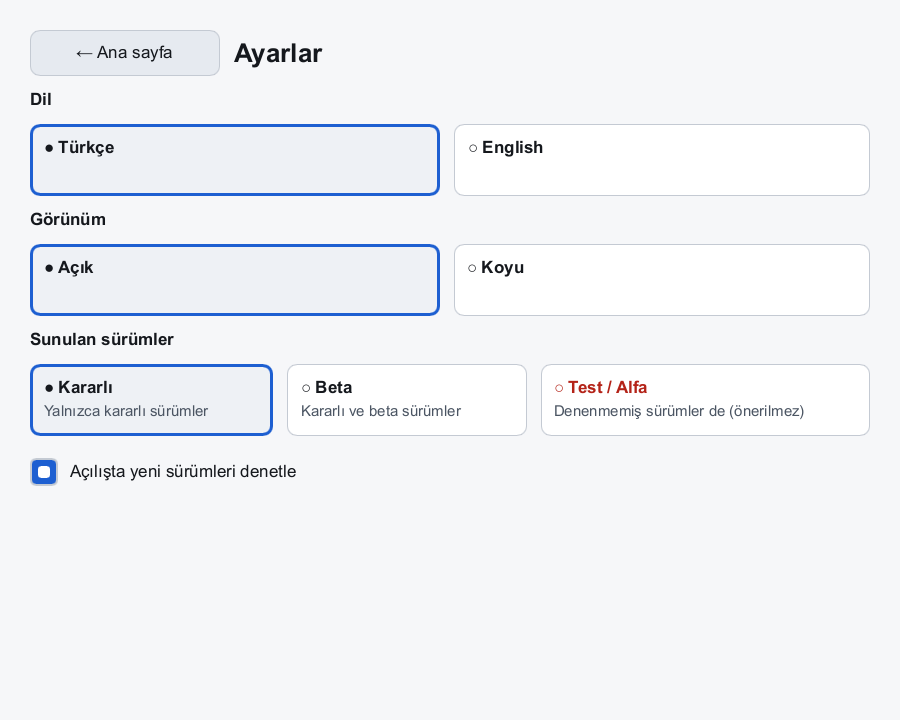 ← Ana sayfa Ayarlar
Dil
● Türkçe ○ English
Görünüm
● Açık ○ Koyu
Sunulan sürümler
● Kararlı ○ Beta ○ Test / Alfa
Yalnızca kararlı sürümler Kararlı ve beta sürümler Denenmemiş sürümler de (önerilmez)
Açılışta yeni sürümleri denetle